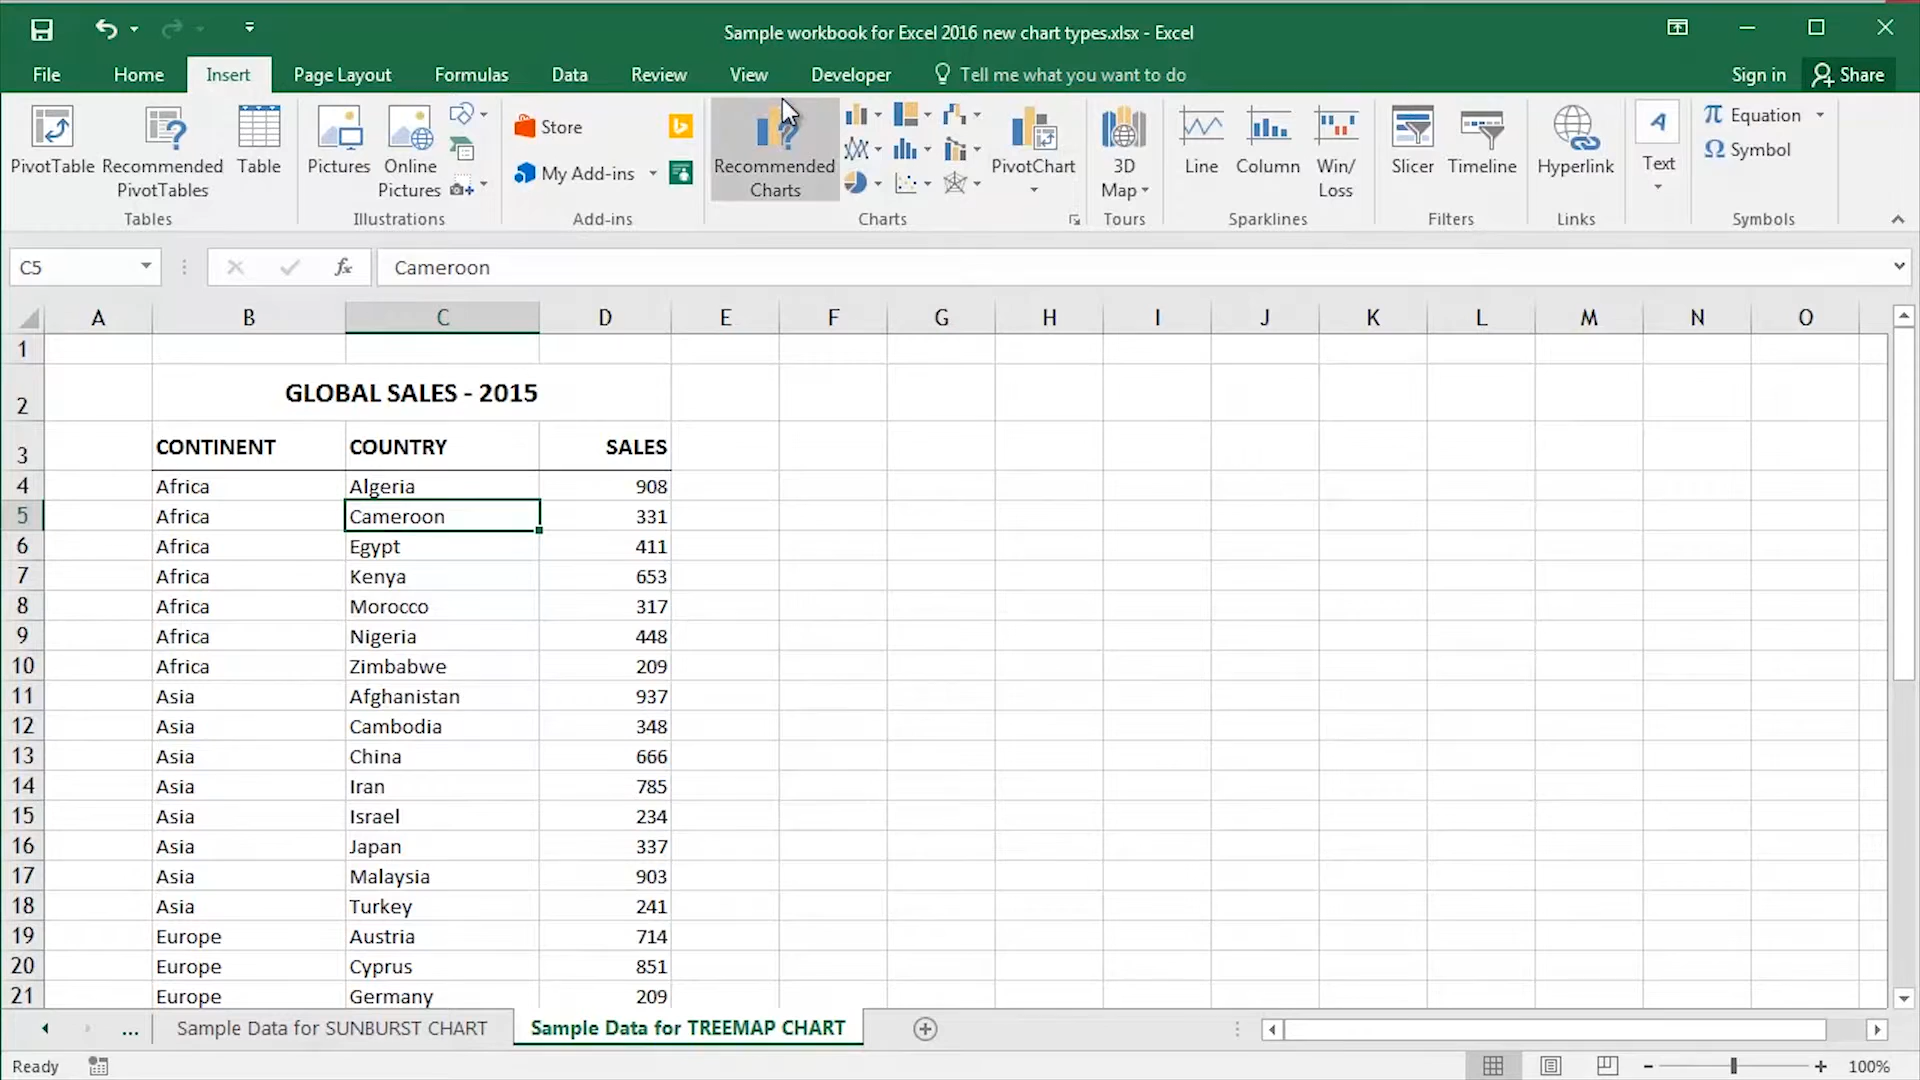 Sample workbook for Excel 2016 new chart types.xlsx - Excel
File Home Insert Page Layout Formulas Data Review View Developer Tell me what you want to do Sign in Share
PivotTable
Recommended
PivotTables
Table
Pictures
Online
Pictures
Store
My Add-ins
Recommended
Charts
PivotChart
3D
Map
Line
Column
Win/
Loss
Slicer
Timeline
Hyperlink
A
Text
π Equation
Ω Symbol
Tables Illustrations Add-ins Charts Tours Sparklines Filters Links Symbols
C5 fx Cameroon
A B C D E F G H I J K L M N O
1
2 GLOBAL SALES - 2015
3 CONTINENT COUNTRY SALES
4 Africa Algeria 908
5 Africa Cameroon 331
6 Africa Egypt 411
7 Africa Kenya 653
8 Africa Morocco 317
9 Africa Nigeria 448
10 Africa Zimbabwe 209
11 Asia Afghanistan 937
12 Asia Cambodia 348
13 Asia China 666
14 Asia Iran 785
15 Asia Israel 234
16 Asia Japan 337
17 Asia Malaysia 903
18 Asia Turkey 241
19 Europe Austria 714
20 Europe Cyprus 851
21 Europe Germany 209
... Sample Data for SUNBURST CHART Sample Data for TREEMAP CHART
Ready 100%